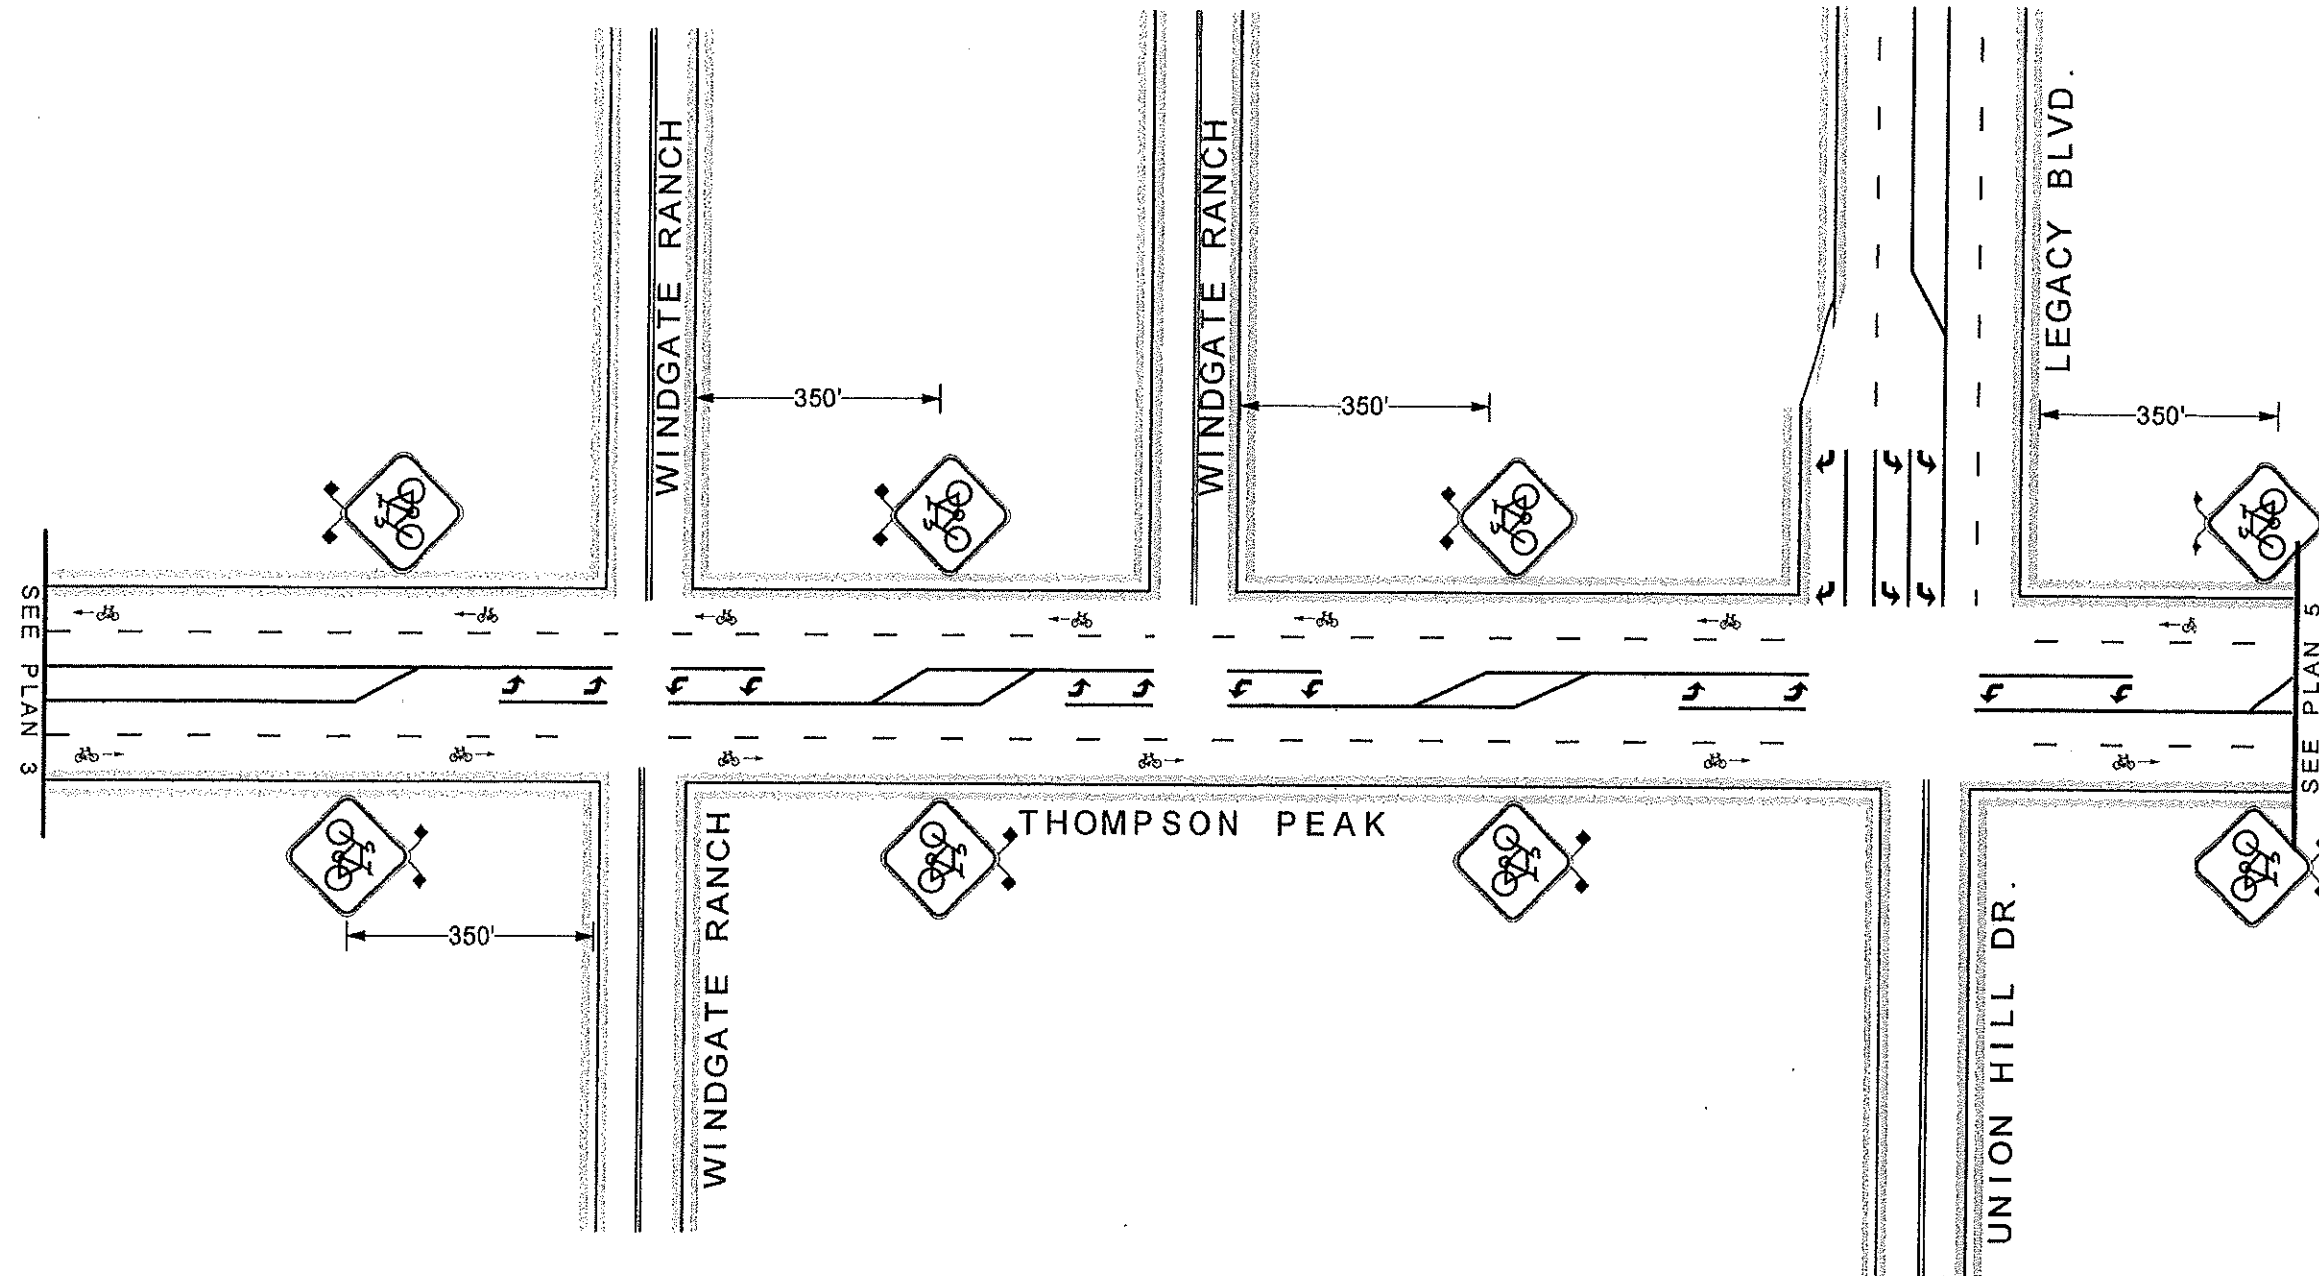 WINDGATE RANCH
WINDGATE RANCH
LEGACY BLVD.
350'
350'
350'
SEE PLAN 3
SEE PLAN 5
THOMPSON PEAK
350'
WINDGATE RANCH
UNION HILL DR.